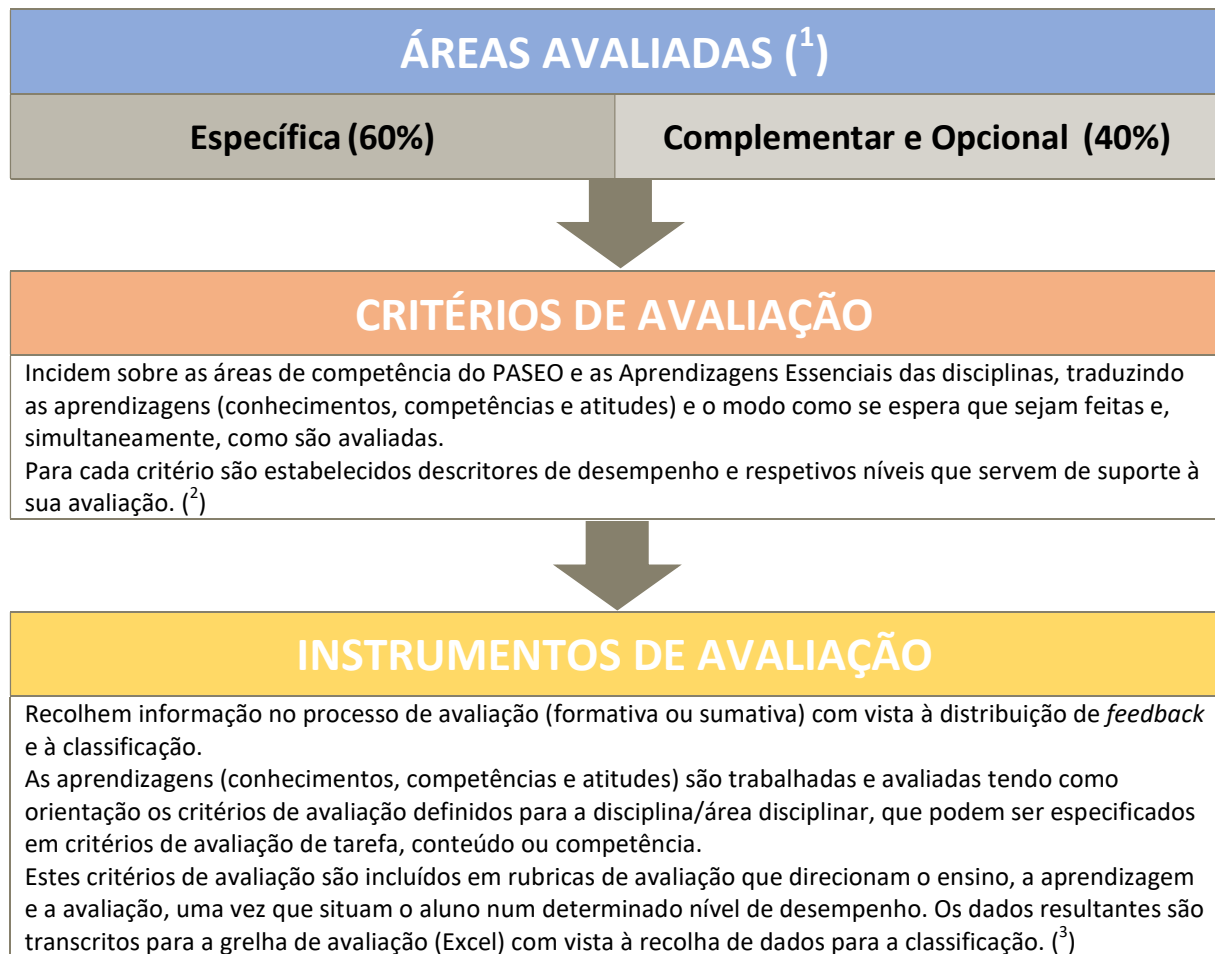 ÁREAS AVALIADAS (¹)
Específica (60%)
Complementar e Opcional (40%)
CRITÉRIOS DE AVALIAÇÃO
Incidem sobre as áreas de competência do PASEO e as Aprendizagens Essenciais das disciplinas, traduzindo
as aprendizagens (conhecimentos, competências e atitudes) e o modo como se espera que sejam feitas e,
simultaneamente, como são avaliadas.
Para cada critério são estabelecidos descritores de desempenho e respetivos níveis que servem de suporte à
sua avaliação. (²)
INSTRUMENTOS DE AVALIAÇÃO
Recolhem informação no processo de avaliação (formativa ou sumativa) com vista à distribuição de feedback
e à classificação.
As aprendizagens (conhecimentos, competências e atitudes) são trabalhadas e avaliadas tendo como
orientação os critérios de avaliação definidos para a disciplina/área disciplinar, que podem ser especificados
em critérios de avaliação de tarefa, conteúdo ou competência.
Estes critérios de avaliação são incluídos em rubricas de avaliação que direcionam o ensino, a aprendizagem
e a avaliação, uma vez que situam o aluno num determinado nível de desempenho. Os dados resultantes são
transcritos para a grelha de avaliação (Excel) com vista à recolha de dados para a classificação. (³)